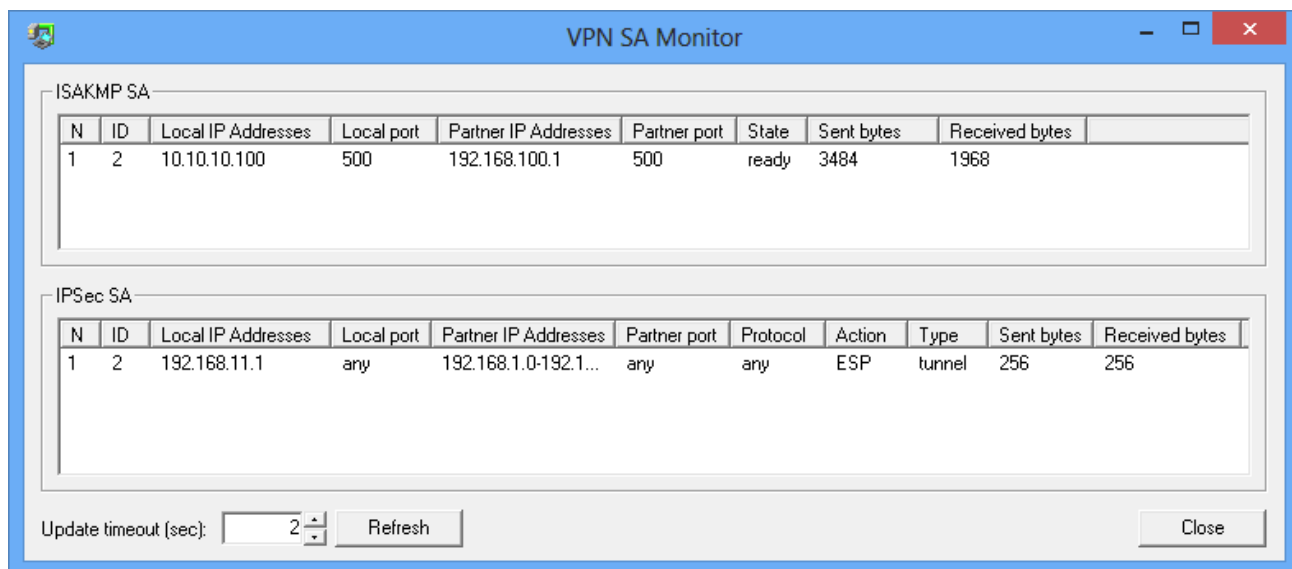 VPN SA Monitor
ISAKMP SA
N ID Local IP Addresses Local port Partner IP Addresses Partner port State Sent bytes Received bytes
1 2 10.10.10.100 500 192.168.100.1 500 ready 3484 1968
IPSec SA
N ID Local IP Addresses Local port Partner IP Addresses Partner port Protocol Action Type Sent bytes Received bytes
1 2 192.168.11.1 any 192.168.1.0-192.1... any any ESP tunnel 256 256
Update timeout (sec): 2 Refresh Close